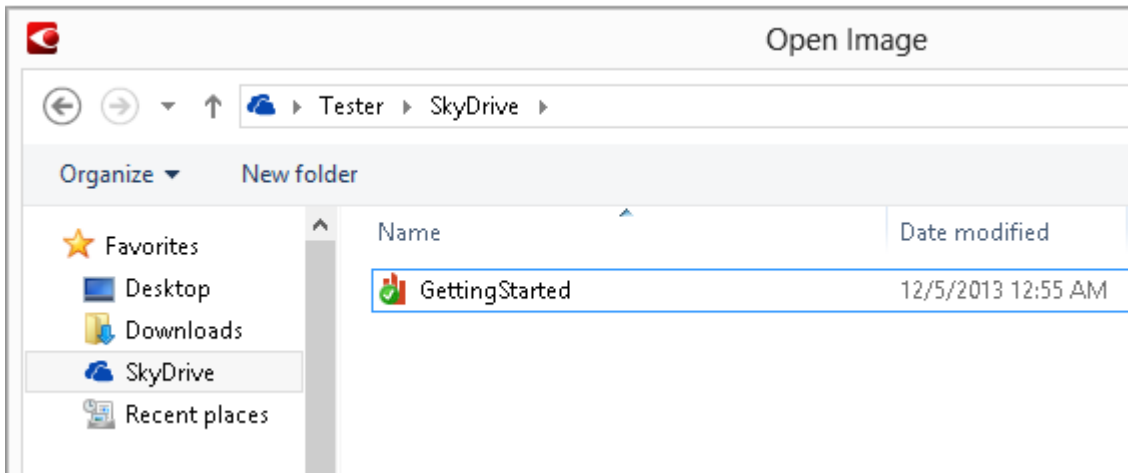 Open Image
Tester SkyDrive
Organize New folder
Favorites
Desktop
Downloads
SkyDrive
Recent places
Name Date modified
GettingStarted 12/5/2013 12:55 AM